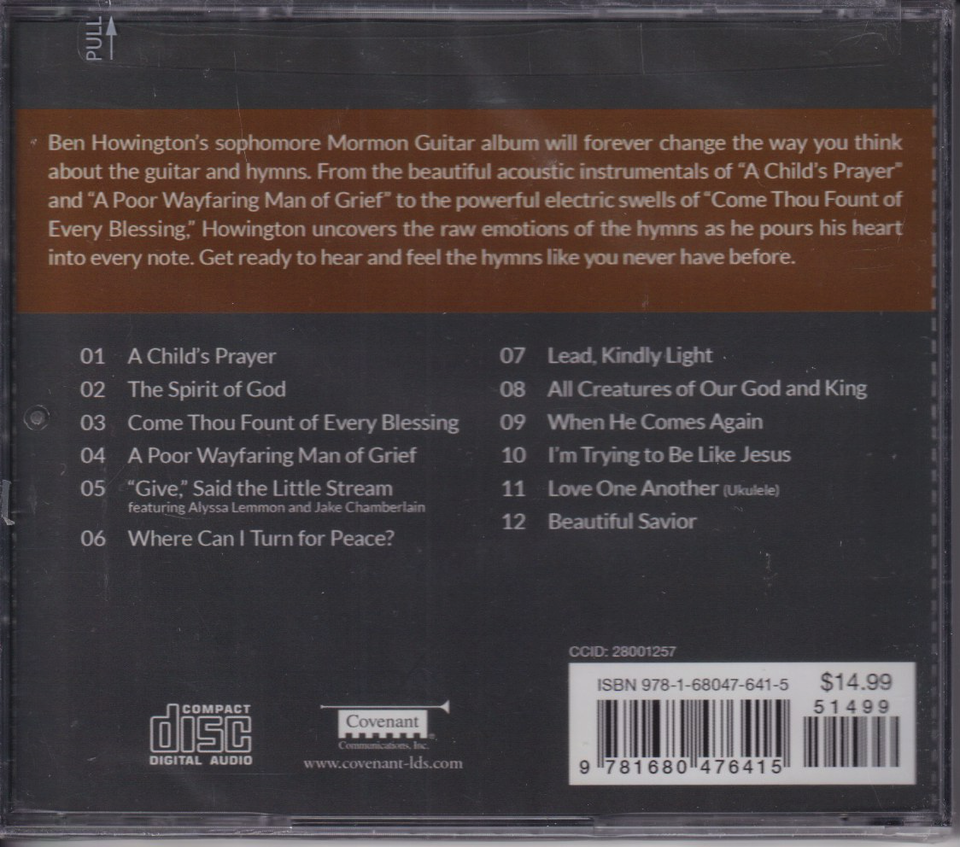 PULL
Ben Howington's sophomore Mormon Guitar album will forever change the way you think
about the guitar and hymns. From the beautiful acoustic instrumentals of "A Child's Prayer"
and "A Poor Wayfaring Man of Grief" to the powerful electric swells of "Come Thou Fount of
Every Blessing," Howington uncovers the raw emotions of the hymns as he pours his heart
into every note. Get ready to hear and feel the hymns like you never have before.
01 A Child's Prayer
02 The Spirit of God
03 Come Thou Fount of Every Blessing
04 A Poor Wayfaring Man of Grief
05 "Give," Said the Little Stream
featuring Alyssa Lemmon and Jake Chamberlain
06 Where Can I Turn for Peace?
07 Lead, Kindly Light
08 All Creatures of Our God and King
09 When He Comes Again
10 I'm Trying to Be Like Jesus
11 Love One Another (Ukulele)
12 Beautiful Savior
COMPACT
disc
DIGITAL AUDIO
Covenant
Communications, Inc.
www.covenant-lds.com
CCID: 28001257
ISBN 978-1-68047-641-5 $14.99
51499
9 781680 476415